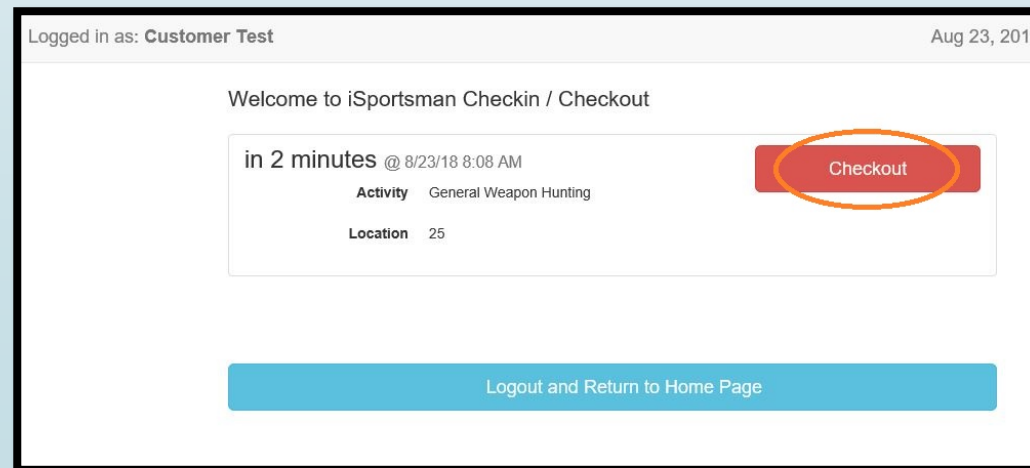 Logged in as: Customer Test Aug 23, 201
Welcome to iSportsman Checkin / Checkout
in 2 minutes @ 8/23/18 8:08 AM
Checkout
Activity General Weapon Hunting
Location 25
Logout and Return to Home Page